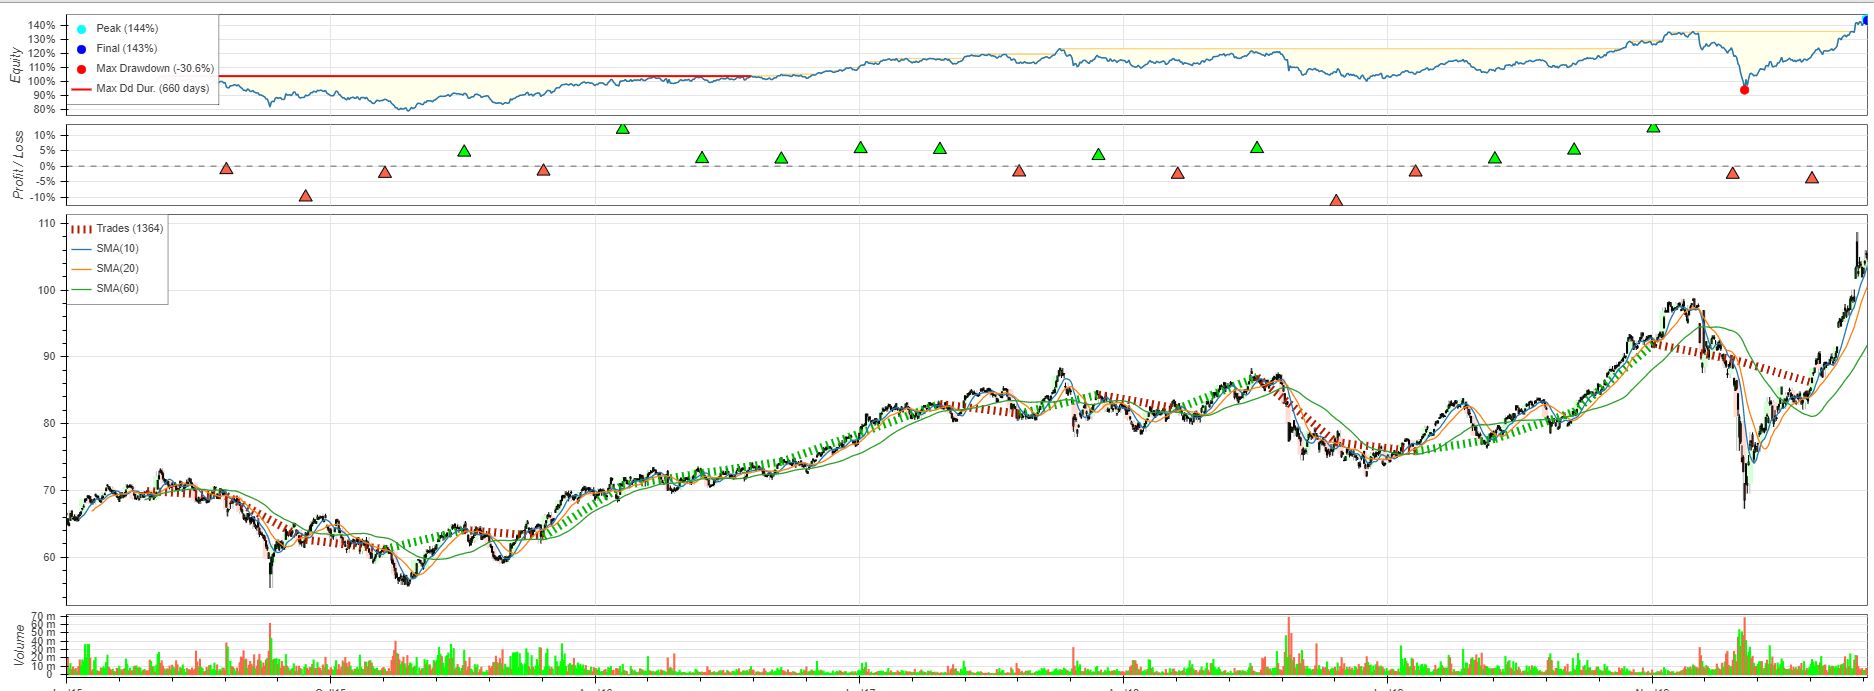 140%
130%
120%
110%
100%
90%
80%
Equity
Peak (144%)
Final (143%)
Max Drawdown (-30.6%)
Max Dd Dur. (660 days)
10%
5%
0%
-5%
-10%
Profit / Loss
110
100
90
80
70
60
Trades (1364)
SMA(10)
SMA(20)
SMA(60)
70 m
60 m
50 m
40 m
30 m
20 m
10 m
0
Volume